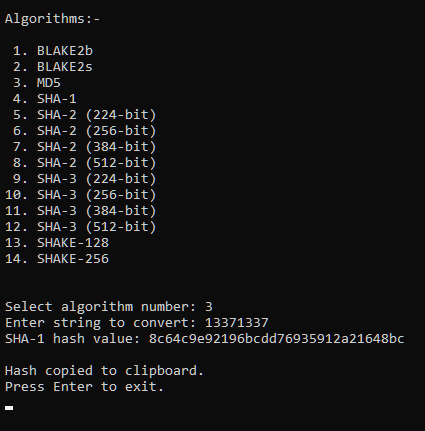 Algorithms:-
1. BLAKE2b
2. BLAKE2s
3. MD5
4. SHA-1
5. SHA-2 (224-bit)
6. SHA-2 (256-bit)
7. SHA-2 (384-bit)
8. SHA-2 (512-bit)
9. SHA-3 (224-bit)
10. SHA-3 (256-bit)
11. SHA-3 (384-bit)
12. SHA-3 (512-bit)
13. SHAKE-128
14. SHAKE-256
Select algorithm number: 3
Enter string to convert: 13371337
SHA-1 hash value: 8c64c9e92196bcdd76935912a21648bc
Hash copied to clipboard.
Press Enter to exit.